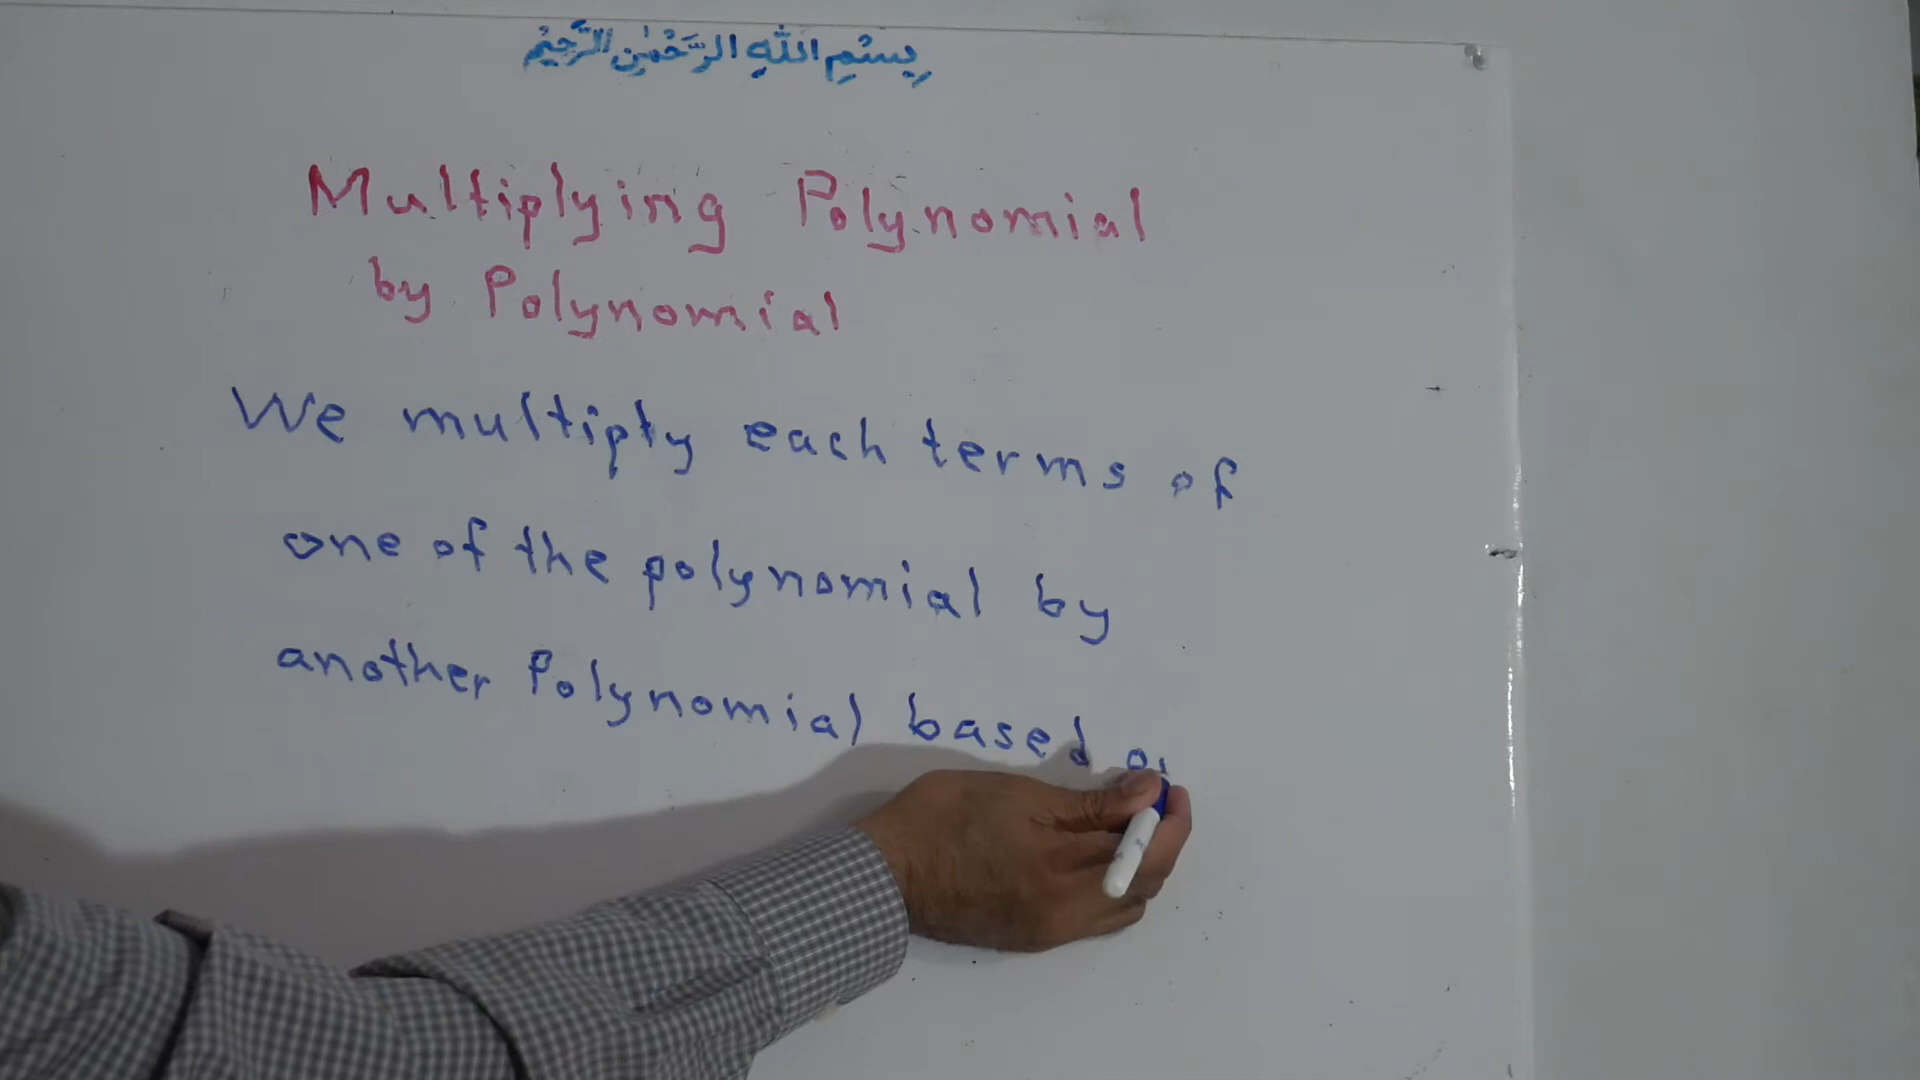 بِسْمِ اللهِ الرَّحْمٰنِ الرَّحِيْمِ
Multiplying Polynomial
by Polynomial
We multiply each terms of
one of the polynomial by
another Polynomial based